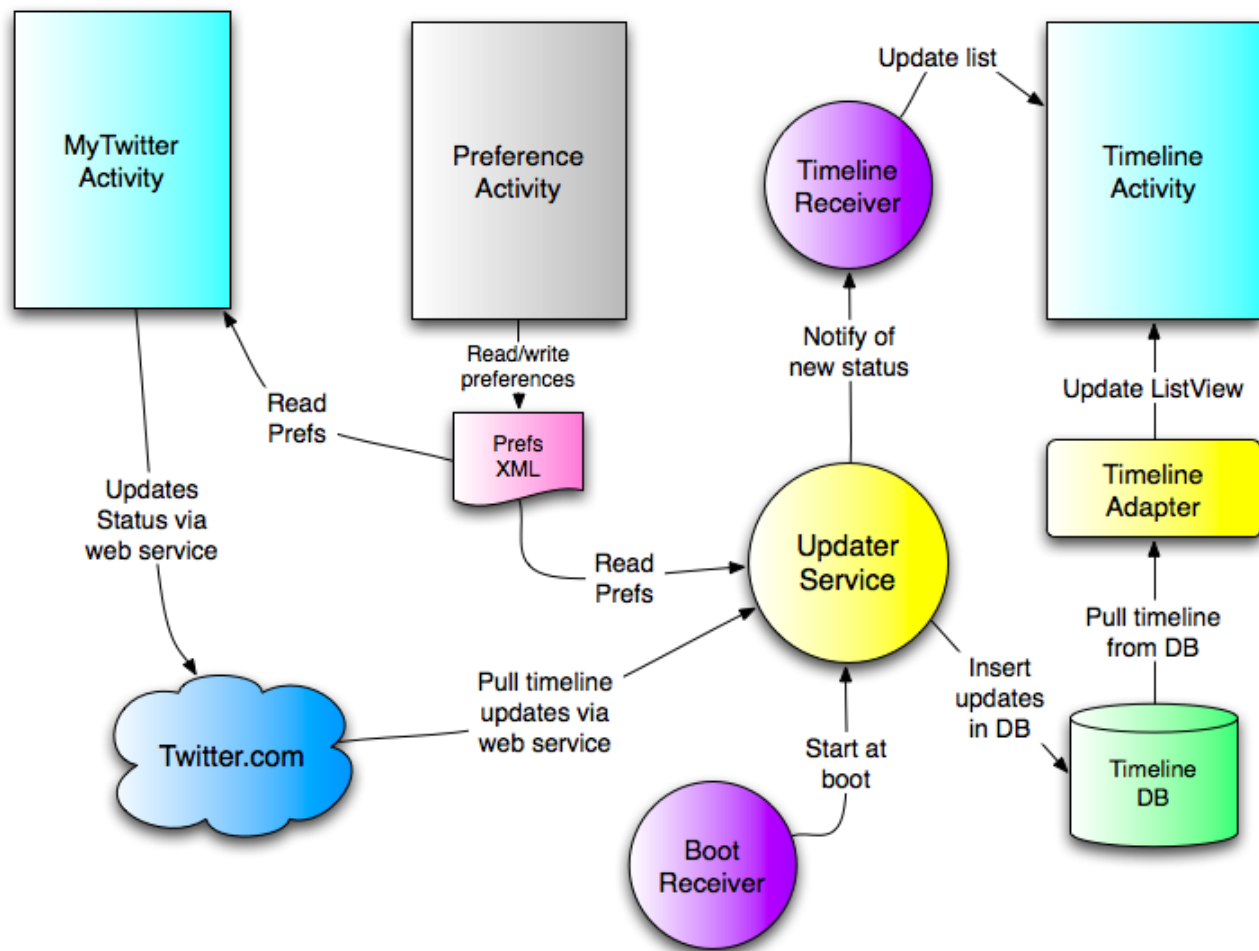 MyTwitter
Activity
Preference
Activity
Update list
Timeline
Receiver
Timeline
Activity
Read/write
preferences
Notify of
new status
Read
Prefs
Prefs
XML
Update ListView
Timeline
Adapter
Updates
Status via
web service
Read
Prefs
Updater
Service
Pull timeline
from DB
Pull timeline
updates via
web service
Insert
updates
in DB
Twitter.com
Start at
boot
Timeline
DB
Boot
Receiver